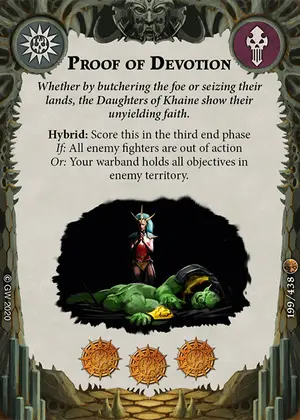 Proof of Devotion
Whether by butchering the foe or seizing their
lands, the Daughters of Khaine show their
unyielding faith.
Hybrid: Score this in the third end phase
If: All enemy fighters are out of action
Or: Your warband holds all objectives in
enemy territory.
© GW 2020
199/438